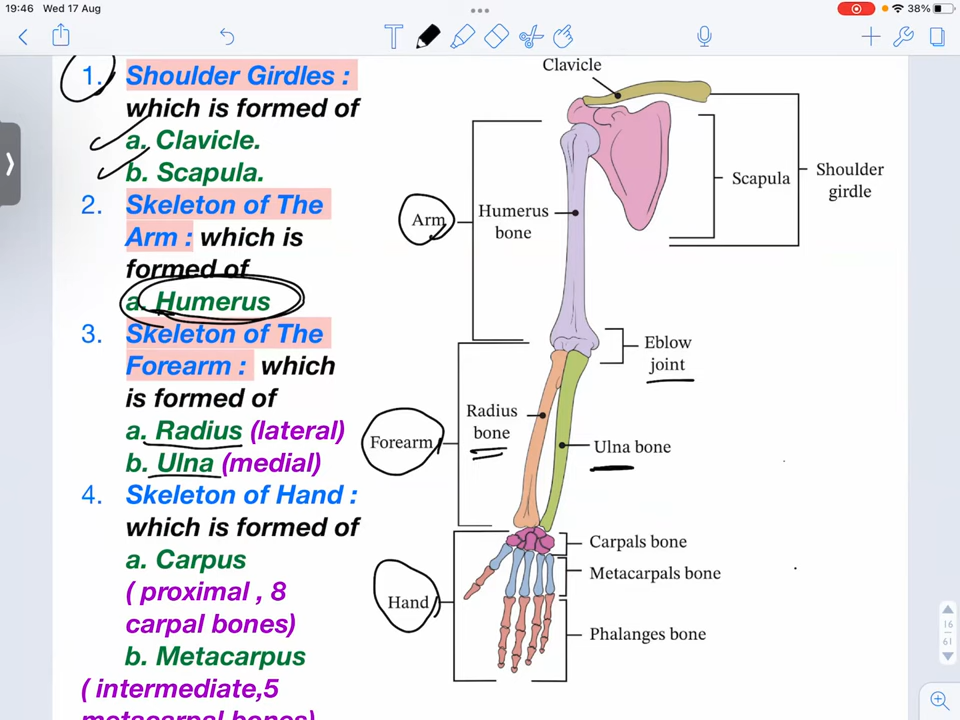 19:46 Wed 17 Aug
38%
1. Shoulder Girdles :
which is formed of
a. Clavicle.
b. Scapula.
2. Skeleton of The
Arm : which is
formed of
a. Humerus
3. Skeleton of The
Forearm : which
is formed of
a. Radius (lateral)
b. Ulna (medial)
4. Skeleton of Hand :
which is formed of
a. Carpus
( proximal , 8
carpal bones)
b. Metacarpus
( intermediate,5
metacarpal bones)
Clavicle
Scapula
Shoulder
girdle
Arm
Humerus
bone
Eblow
joint
Radius
bone
Forearm
Ulna bone
Carpals bone
Metacarpals bone
Hand
Phalanges bone
16
61